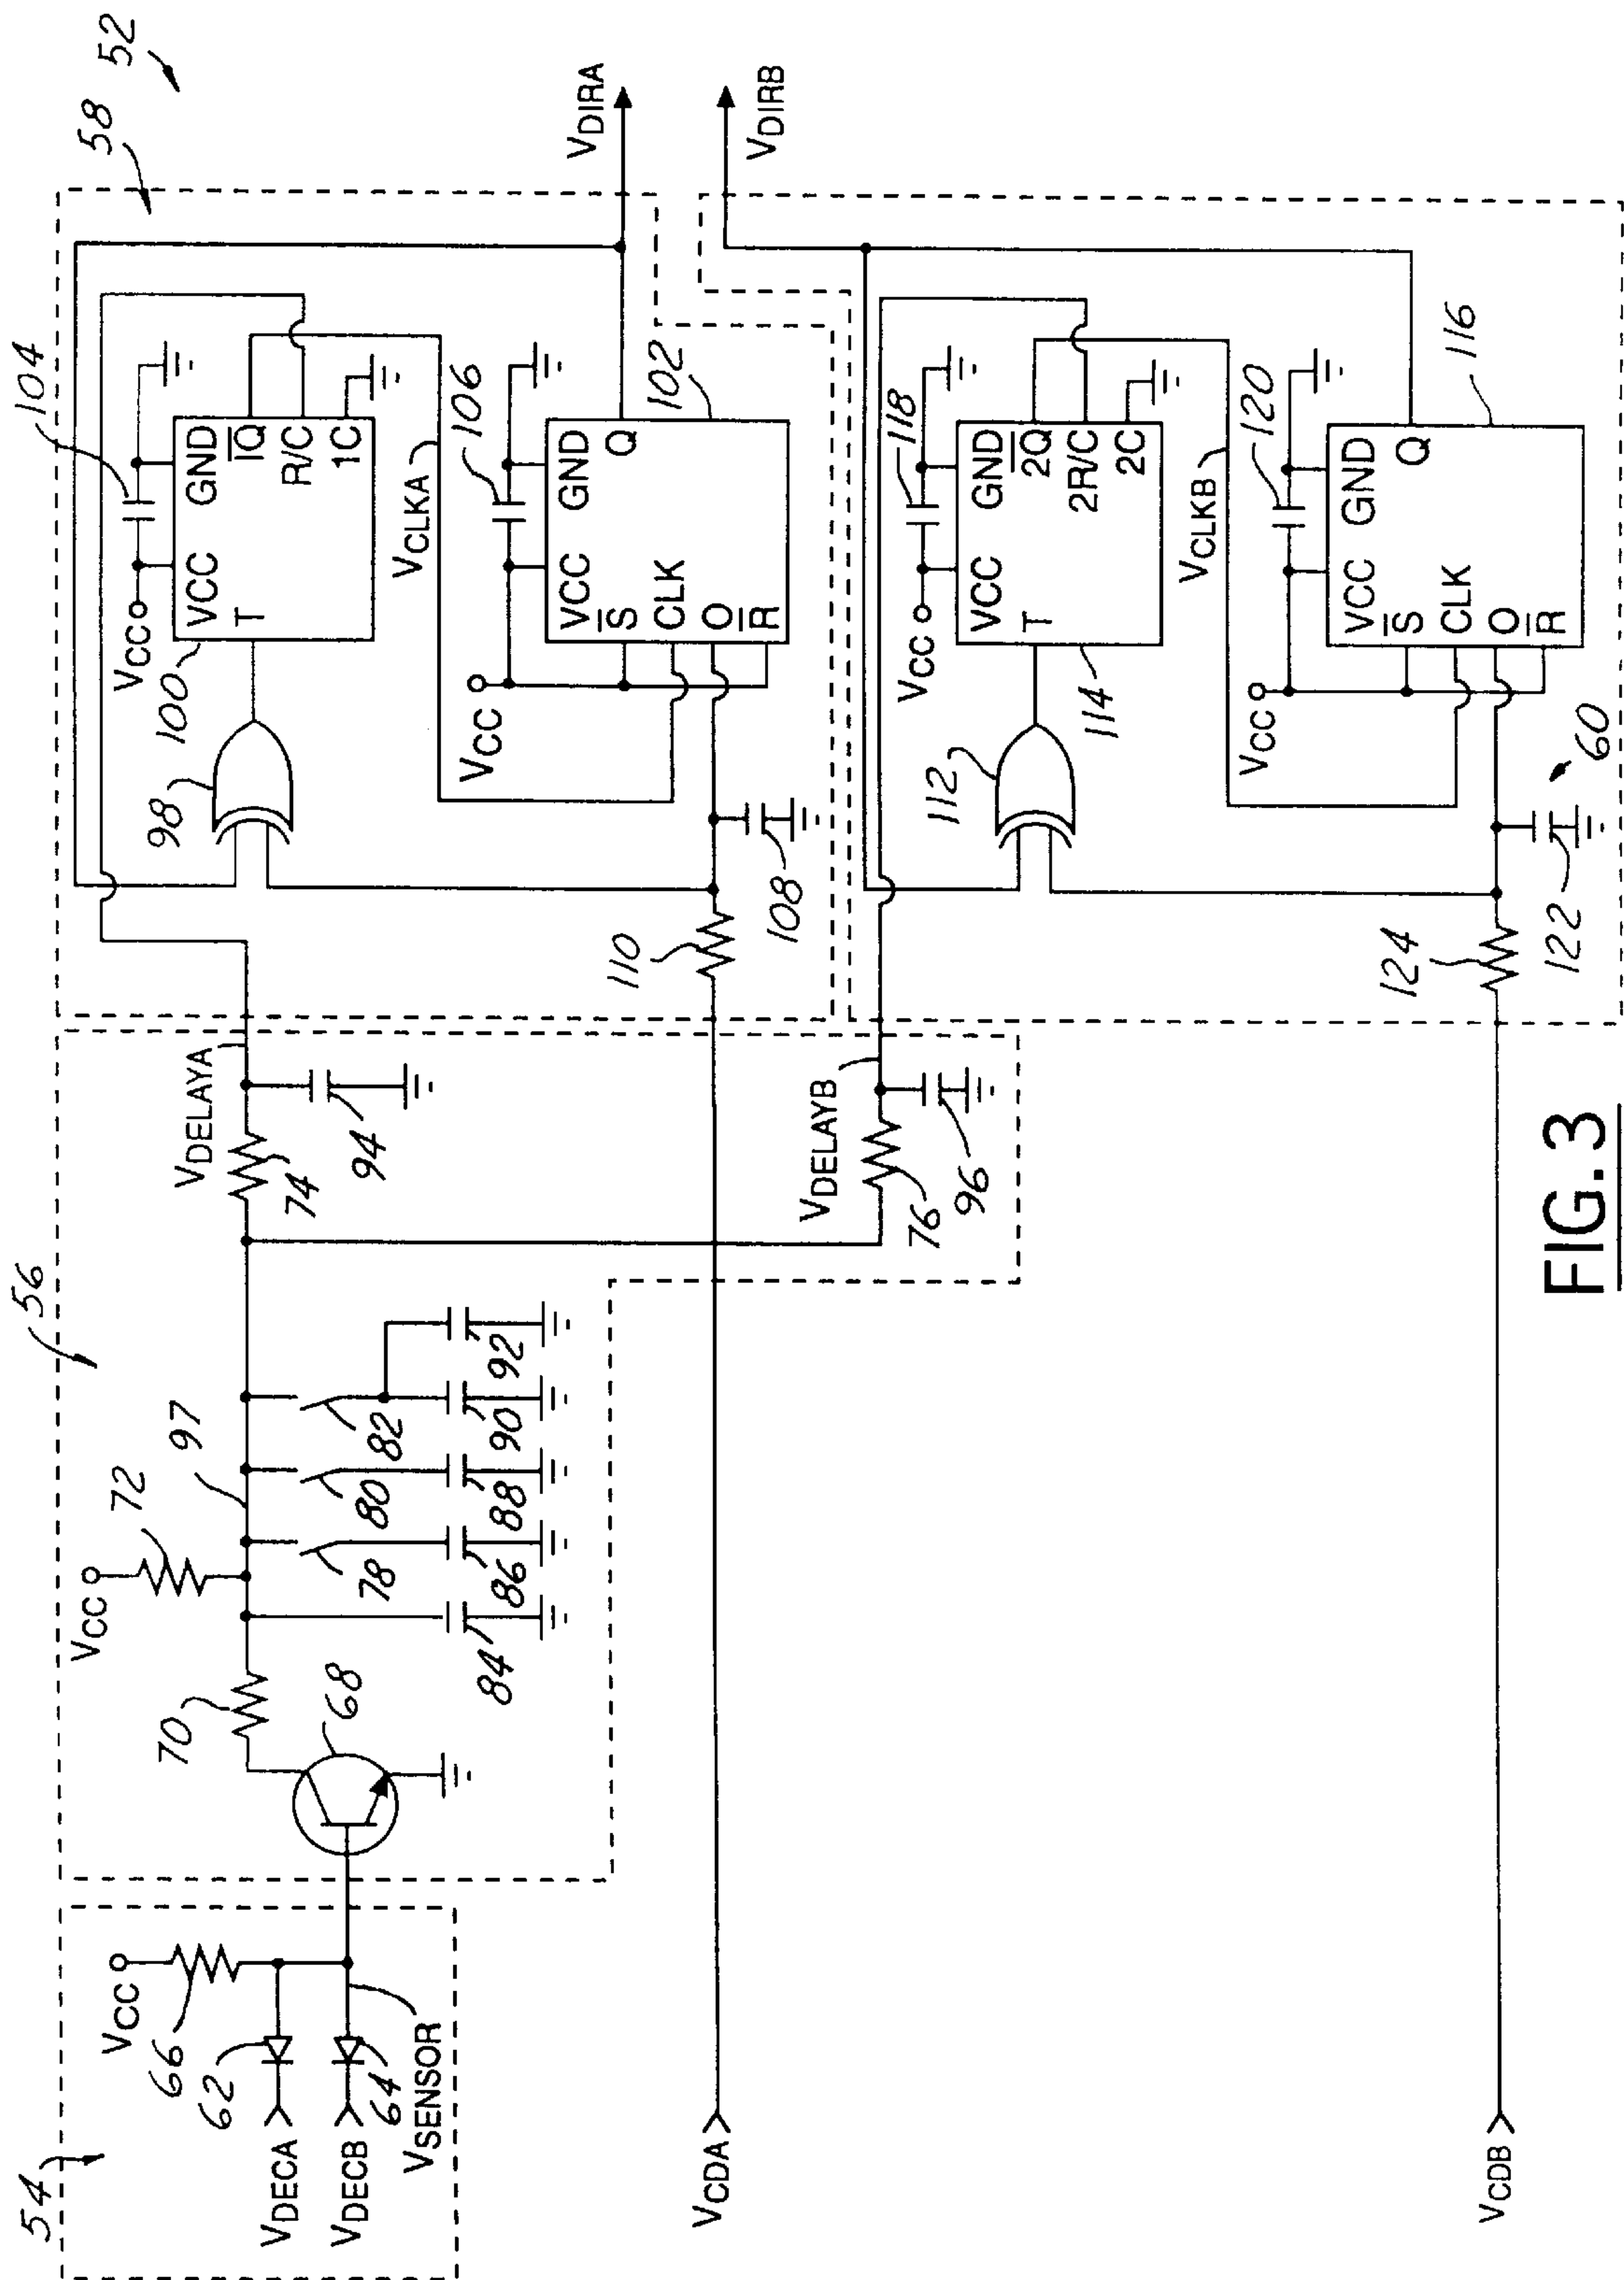 52
58
56
54
VDIRA
VDIRB
104
VCC
100
VCC
GND
T
1Q
R/C
1C
98
VCLKA
106
VCC
VCC
GND
S
CLK
O
R
Q
102
108
110
VDELAYA
74
94
97
72
VCC
70
68
84
78
86
80
88
82
90
92
VCC
66
62
VDECA
VDECB
64
VSENSOR
VCDA
VDELAYB
76
96
118
VCC
VCC
GND
T
2Q
2R/C
2C
112
114
VCLKB
120
VCC
VCC
GND
S
CLK
O
R
Q
116
60
122
124
VCDB
FIG.3